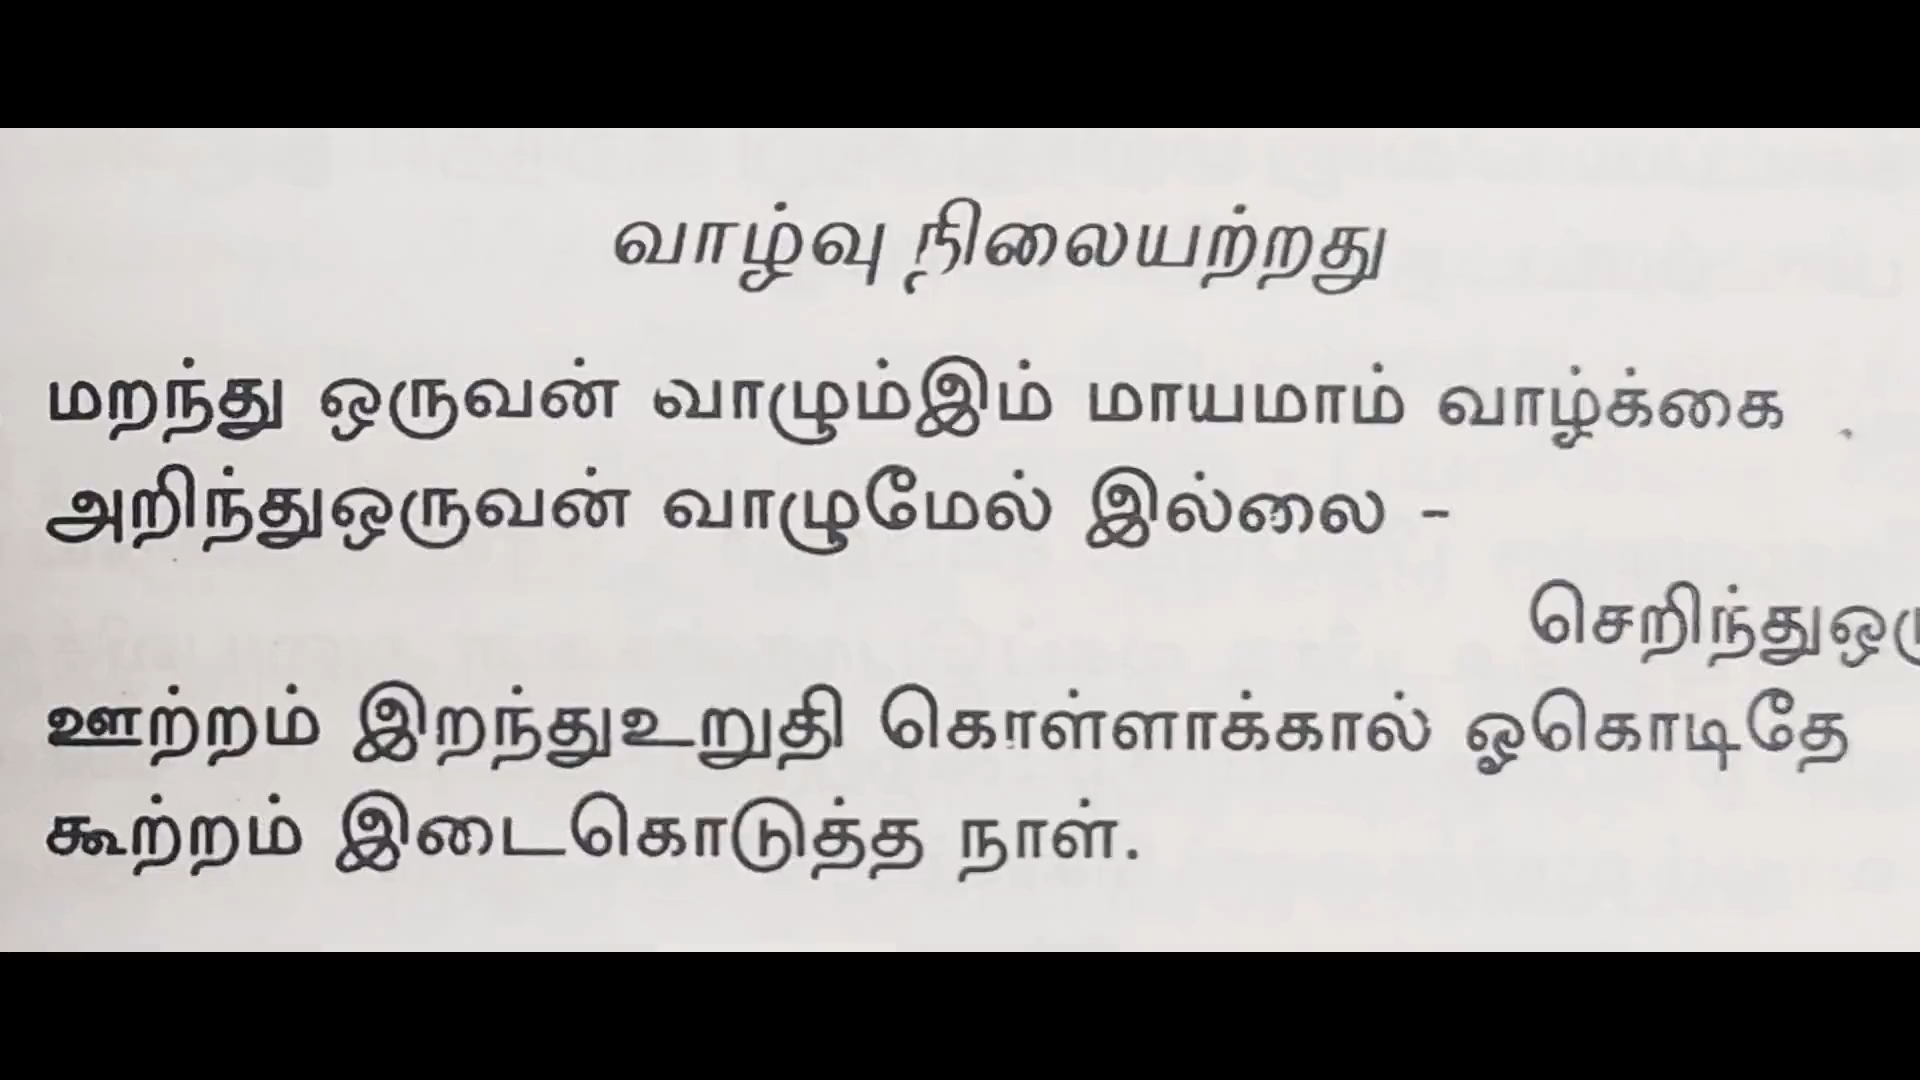 வாழ்வு நிலையற்றது
மறந்து ஒருவன் வாழும்இம் மாயமாம் வாழ்க்கை
அறிந்துஒருவன் வாழுமேல் இல்லை -
ஊற்றம் இறந்துஉறுதி கொள்ளாக்கால் ஓகொடிதே
கூற்றம் இடைகொடுத்த நாள்.